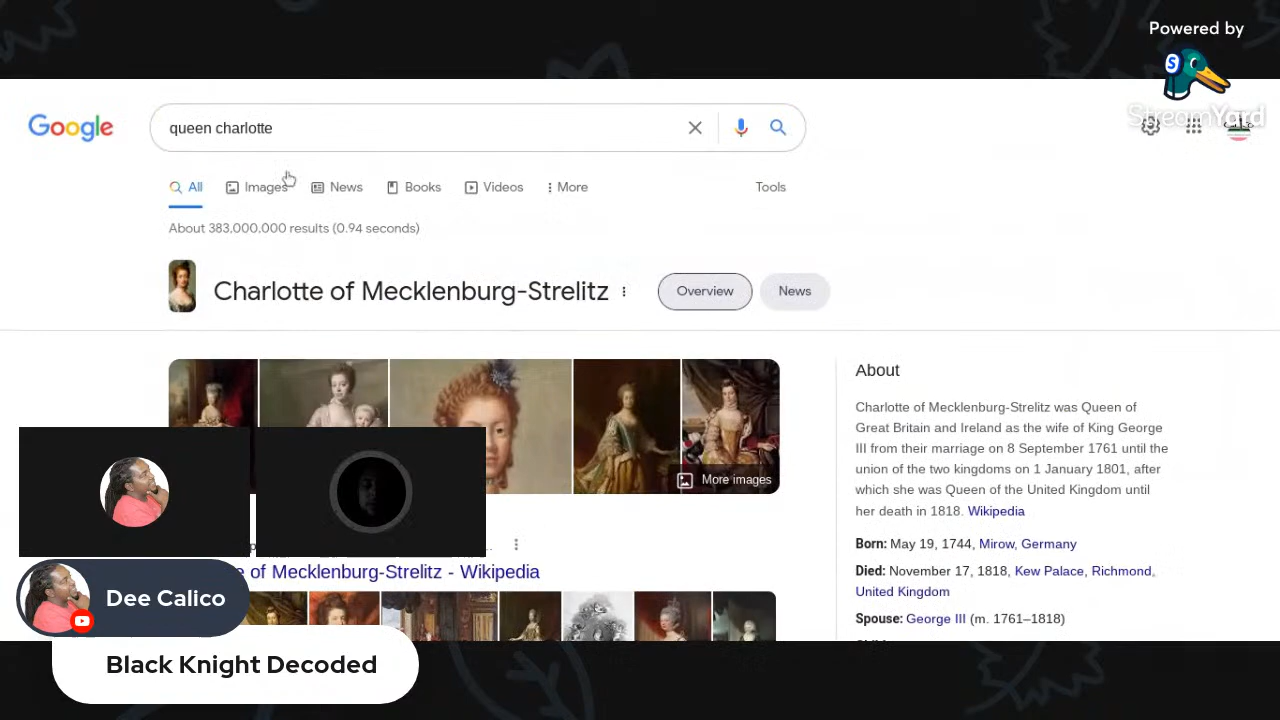 Powered by
StreamYard
Google
queen charlotte
All
Images
News
Books
Videos
More
Tools
About 383,000,000 results (0.94 seconds)
Charlotte of Mecklenburg-Strelitz
Overview
News
More images
About
Charlotte of Mecklenburg-Strelitz was Queen of
Great Britain and Ireland as the wife of King George
III from their marriage on 8 September 1761 until the
union of the two kingdoms on 1 January 1801, after
which she was Queen of the United Kingdom until
her death in 1818. Wikipedia
Born: May 19, 1744, Mirow, Germany
Died: November 17, 1818, Kew Palace, Richmond,
United Kingdom
Spouse: George III (m. 1761–1818)
of Mecklenburg-Strelitz - Wikipedia
Dee Calico
Black Knight Decoded